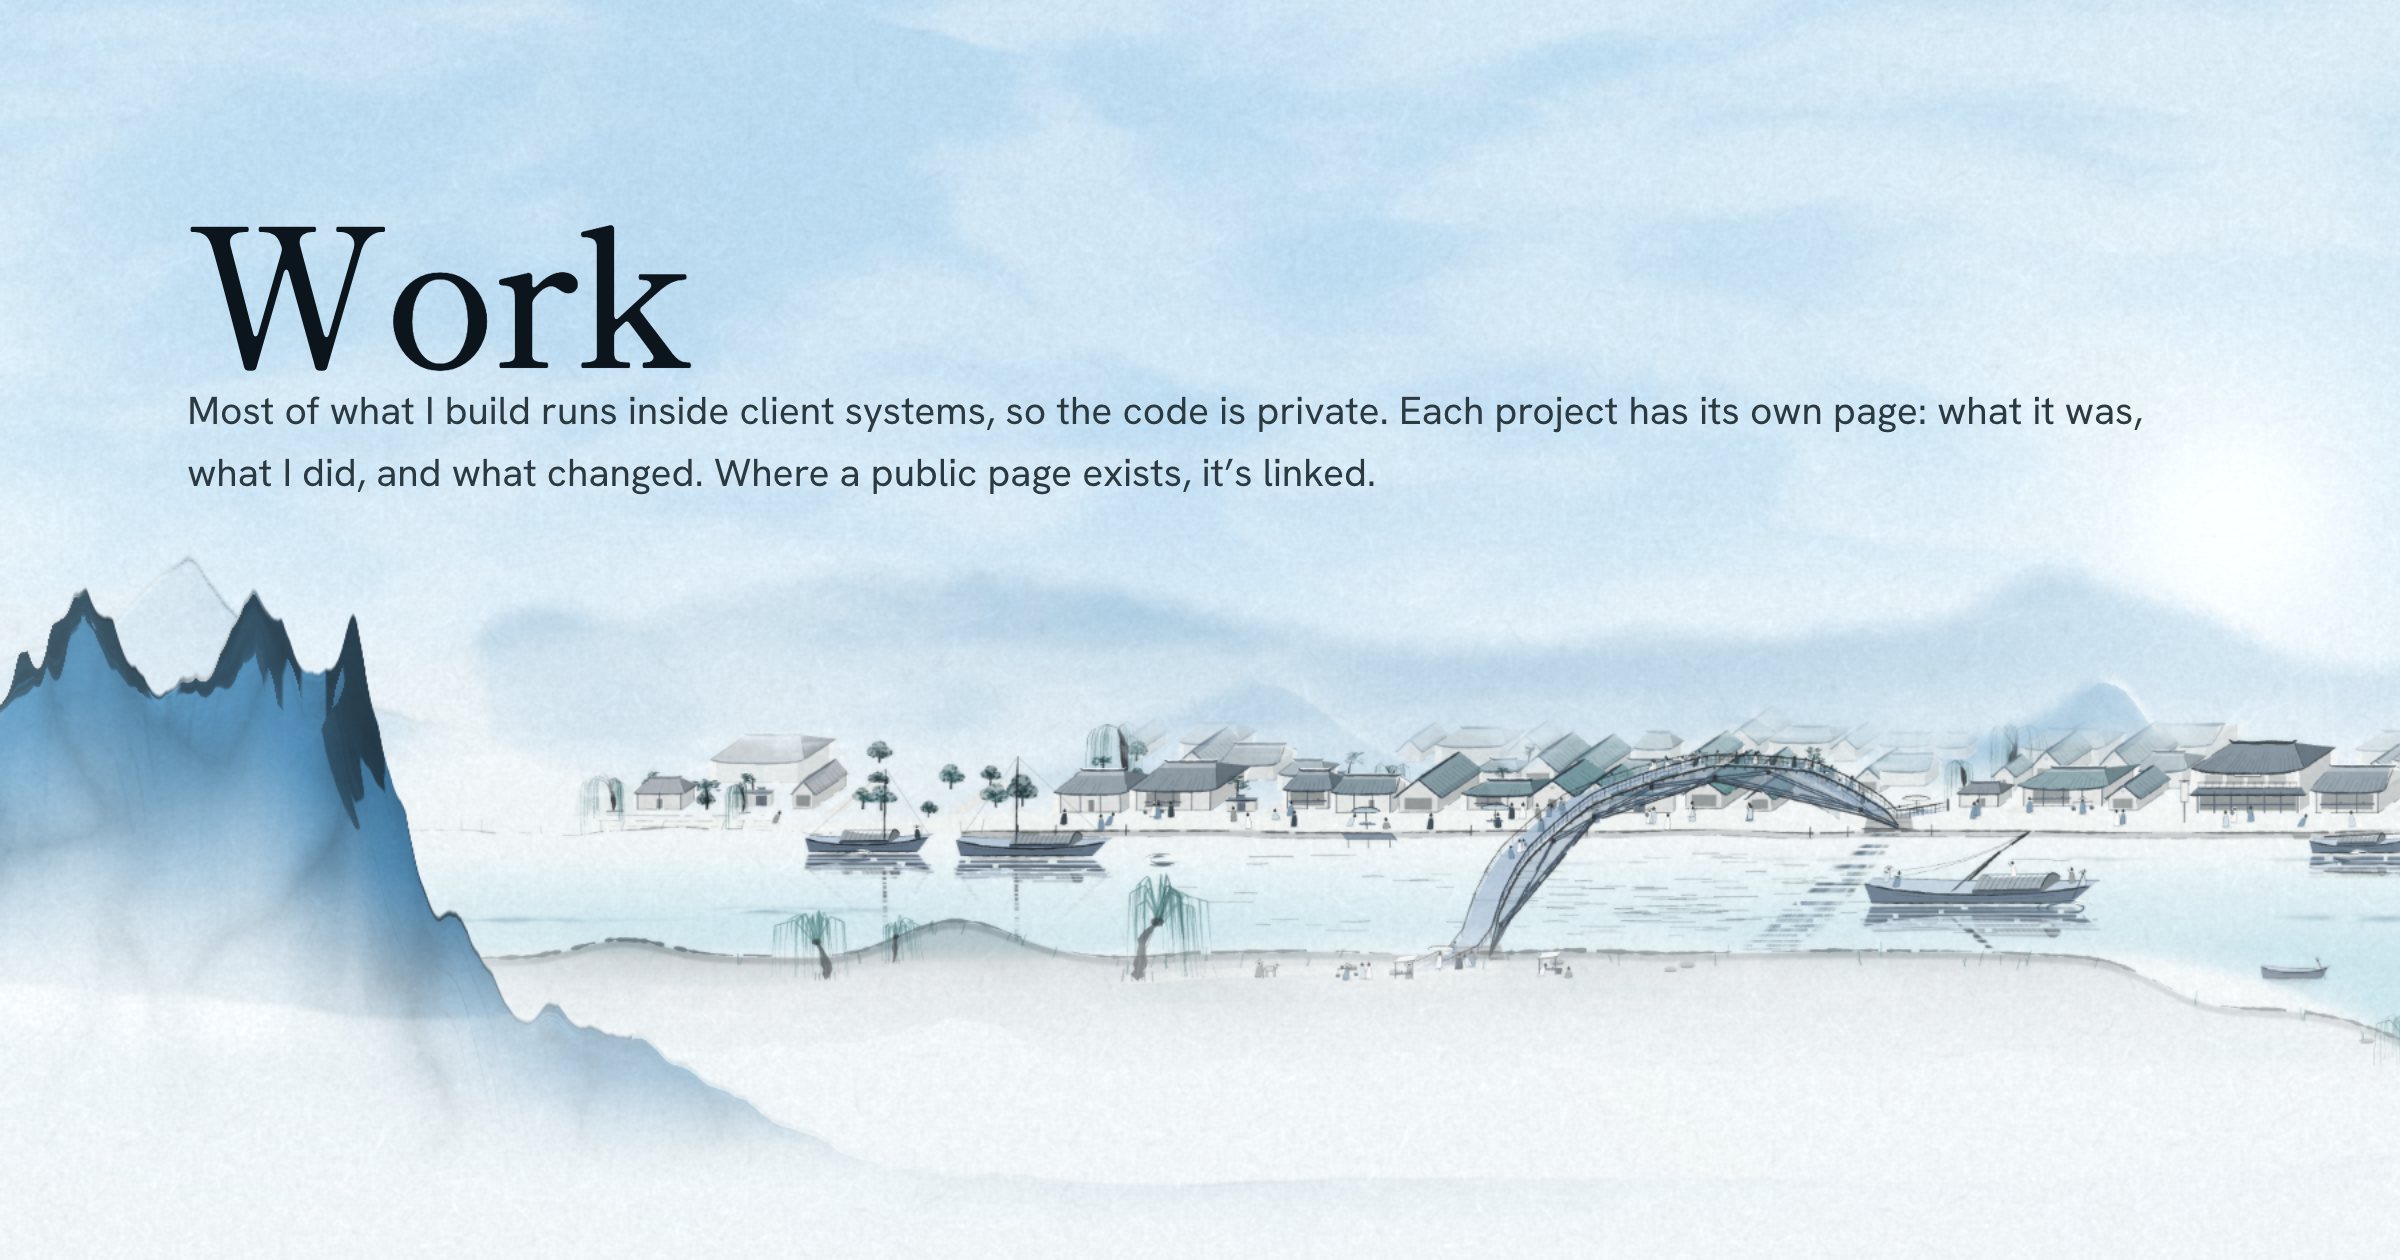 Work
Most of what I build runs inside client systems, so the code is private. Each project has its own page: what it was,
what I did, and what changed. Where a public page exists, it’s linked.